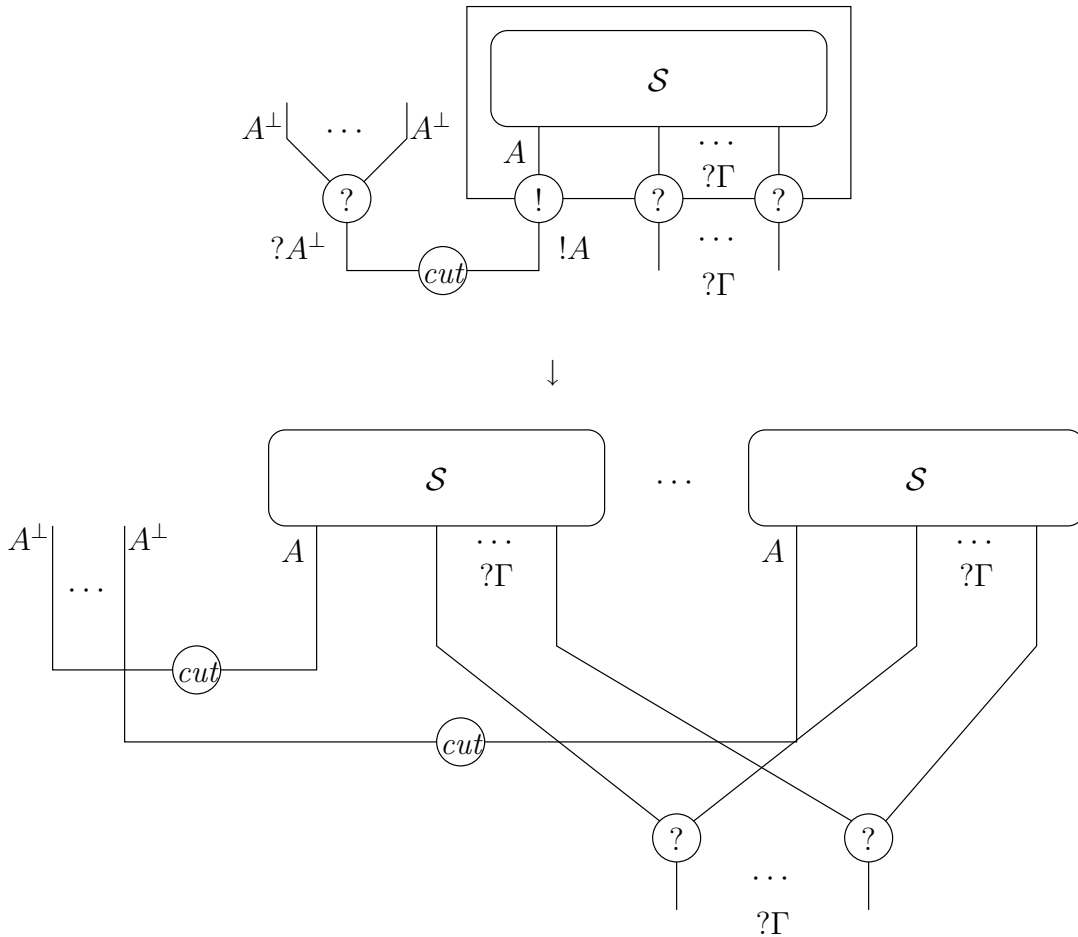 𝒮
A⊥ ⋯ A⊥
A ⋯
?Γ
? ! ? ?
?A⊥ !A ⋯
cut
?Γ
↓
𝒮 ⋯ 𝒮
A⊥ A⊥ A ⋯ A ⋯
?Γ ?Γ
⋯
cut
cut
? ?
⋯
?Γ